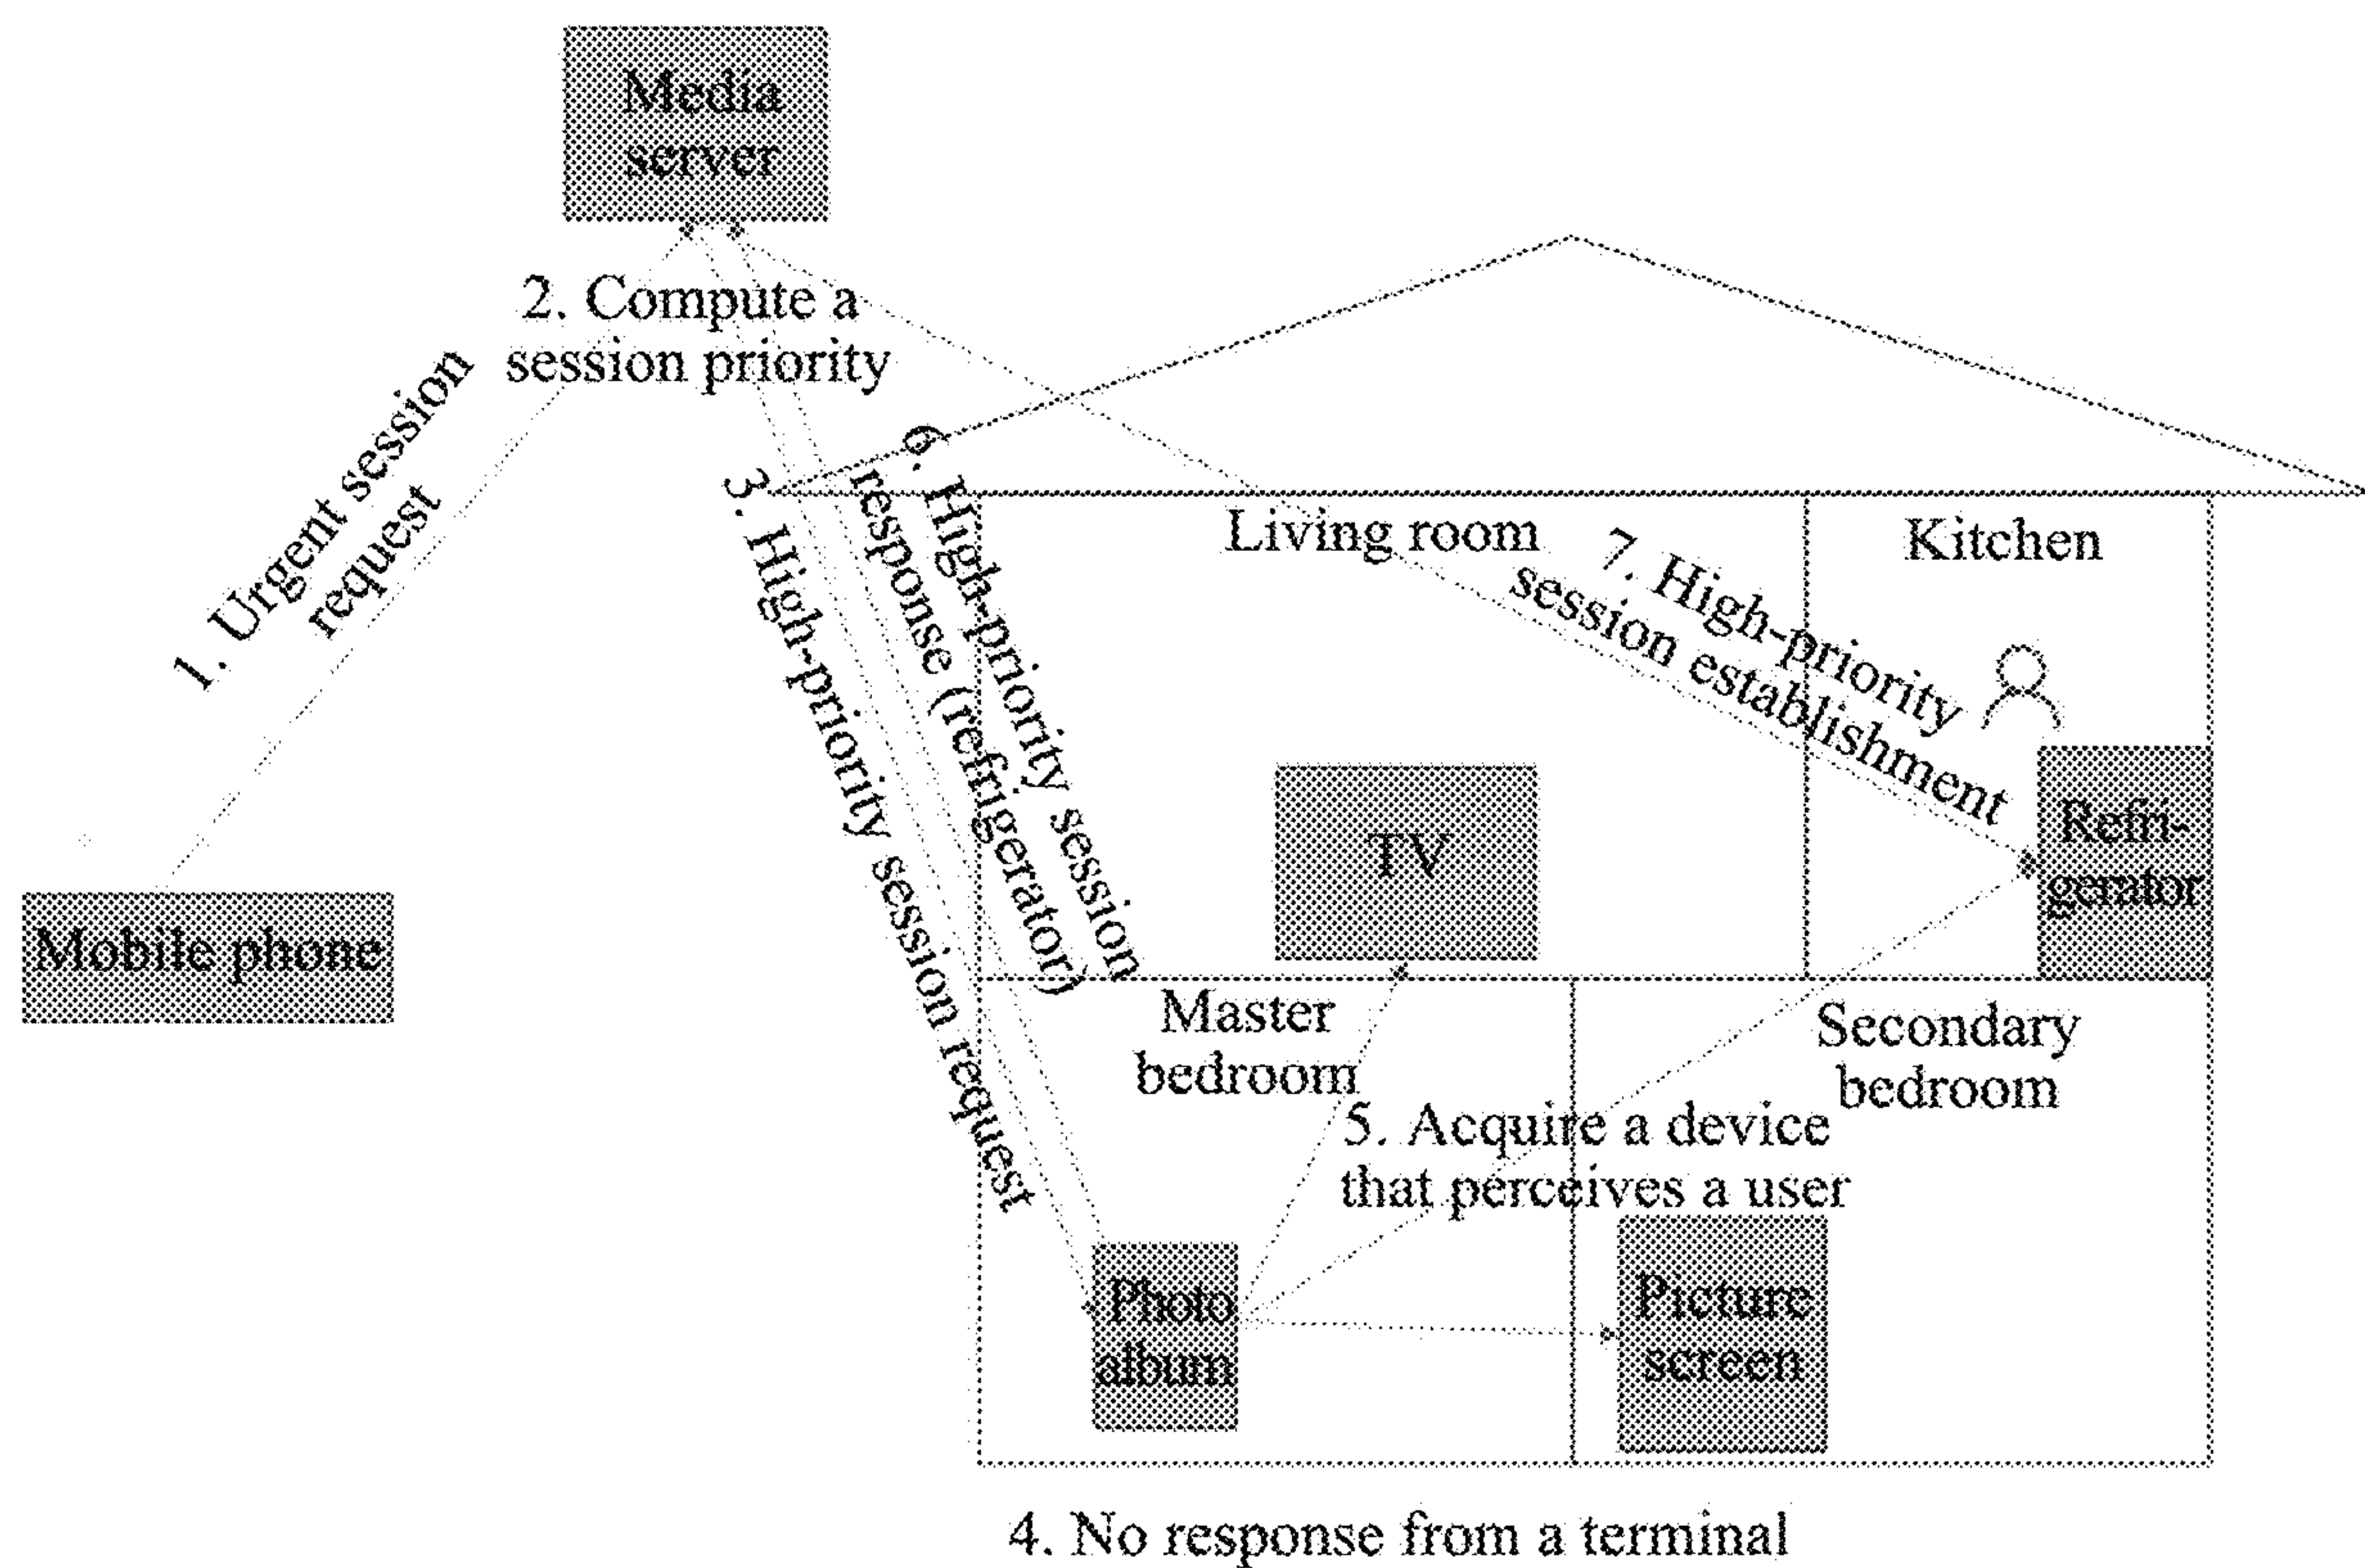 Media
server
2. Compute a
session priority
1. Urgent session
request
3. High-priority session request
6. High-priority session
response (refrigerator)
Living room
7. High-priority
session establishment
Kitchen
TV
Refri-
gerator
Mobile phone
Master
bedroom
Secondary
bedroom
5. Acquire a device
that perceives a user
Photo
album
Picture
screen
4. No response from a terminal